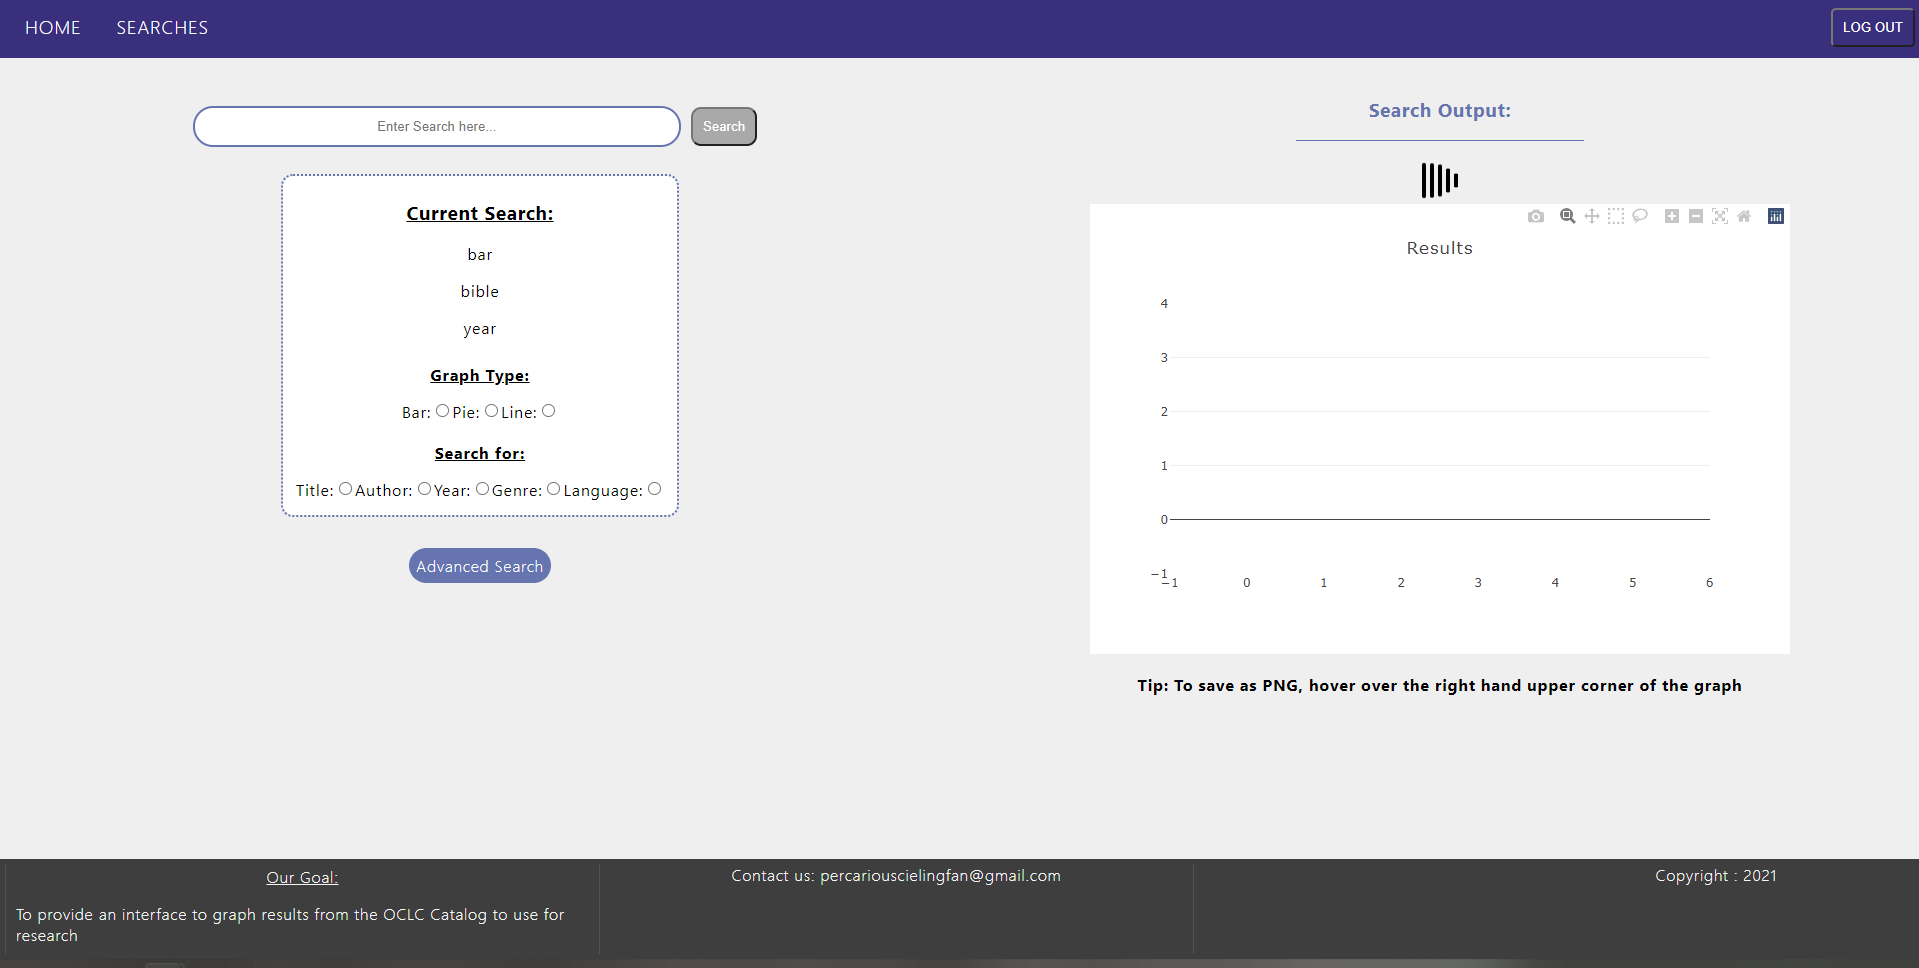 HOME SEARCHES LOG OUT
Enter Search here... Search
Current Search:
bar
bible
year
Graph Type:
Bar: Pie: Line:
Search for:
Title: Author: Year: Genre: Language:
Advanced Search
Search Output:
Results
4
3
2
1
0
−1
−1 0 1 2 3 4 5 6
Tip: To save as PNG, hover over the right hand upper corner of the graph
Our Goal:
To provide an interface to graph results from the OCLC Catalog to use for
research
Contact us: percariouscielingfan@gmail.com
Copyright : 2021